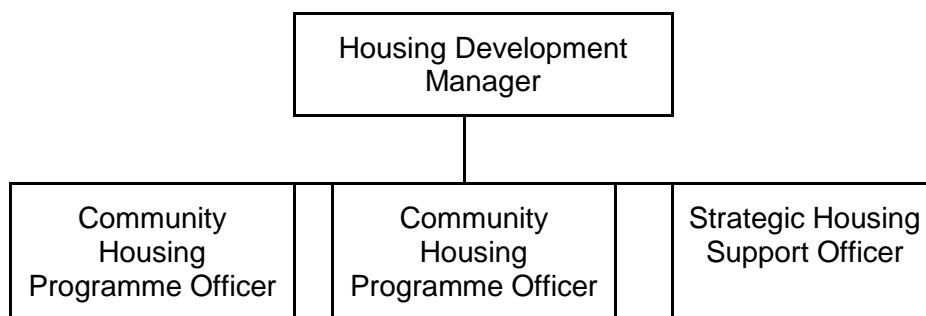 Housing Development
Manager
Community
Housing
Programme Officer
Community
Housing
Programme Officer
Strategic Housing
Support Officer